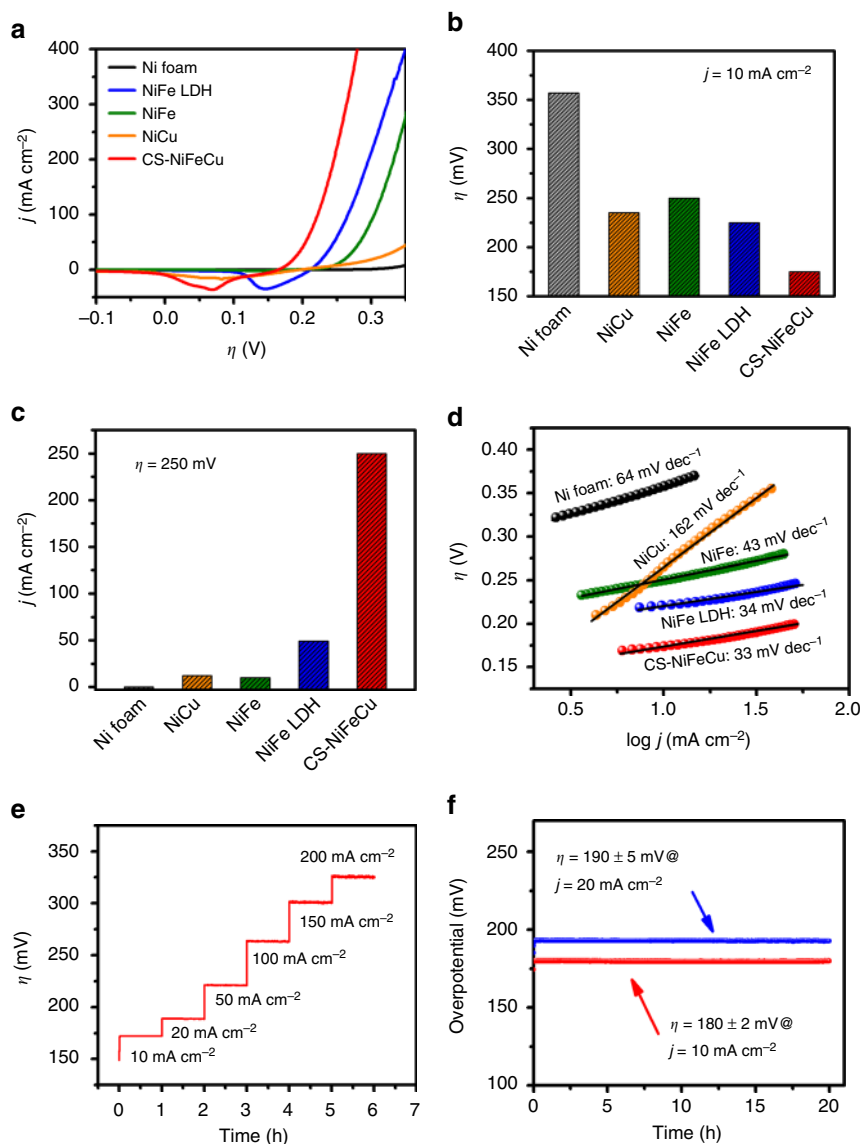 a
400
300
200
100
0
j (mA cm⁻²)
Ni foam
NiFe LDH
NiFe
NiCu
CS-NiFeCu
–0.1 0.0 0.1 0.2 0.3
η (V)
b
400
350
300
250
200
150
η (mV)
j = 10 mA cm⁻²
Ni foam
NiCu
NiFe
NiFe LDH
CS-NiFeCu
c
250
200
150
100
50
0
j (mA cm⁻²)
η = 250 mV
Ni foam
NiCu
NiFe
NiFe LDH
CS-NiFeCu
d
0.40
0.35
0.30
0.25
0.20
0.15
η (V)
Ni foam: 64 mV dec⁻¹
NiCu: 162 mV dec⁻¹
NiFe: 43 mV dec⁻¹
NiFe LDH: 34 mV dec⁻¹
CS-NiFeCu: 33 mV dec⁻¹
0.5 1.0 1.5 2.0
log j (mA cm⁻²)
e
375
350
325
300
275
250
225
200
175
150
η (mV)
200 mA cm⁻²
150 mA cm⁻²
100 mA cm⁻²
50 mA cm⁻²
20 mA cm⁻²
10 mA cm⁻²
0 1 2 3 4 5 6 7
Time (h)
f
250
200
150
100
Overpotential (mV)
η = 190 ± 5 mV@
j = 20 mA cm⁻²
η = 180 ± 2 mV@
j = 10 mA cm⁻²
0 5 10 15 20
Time (h)